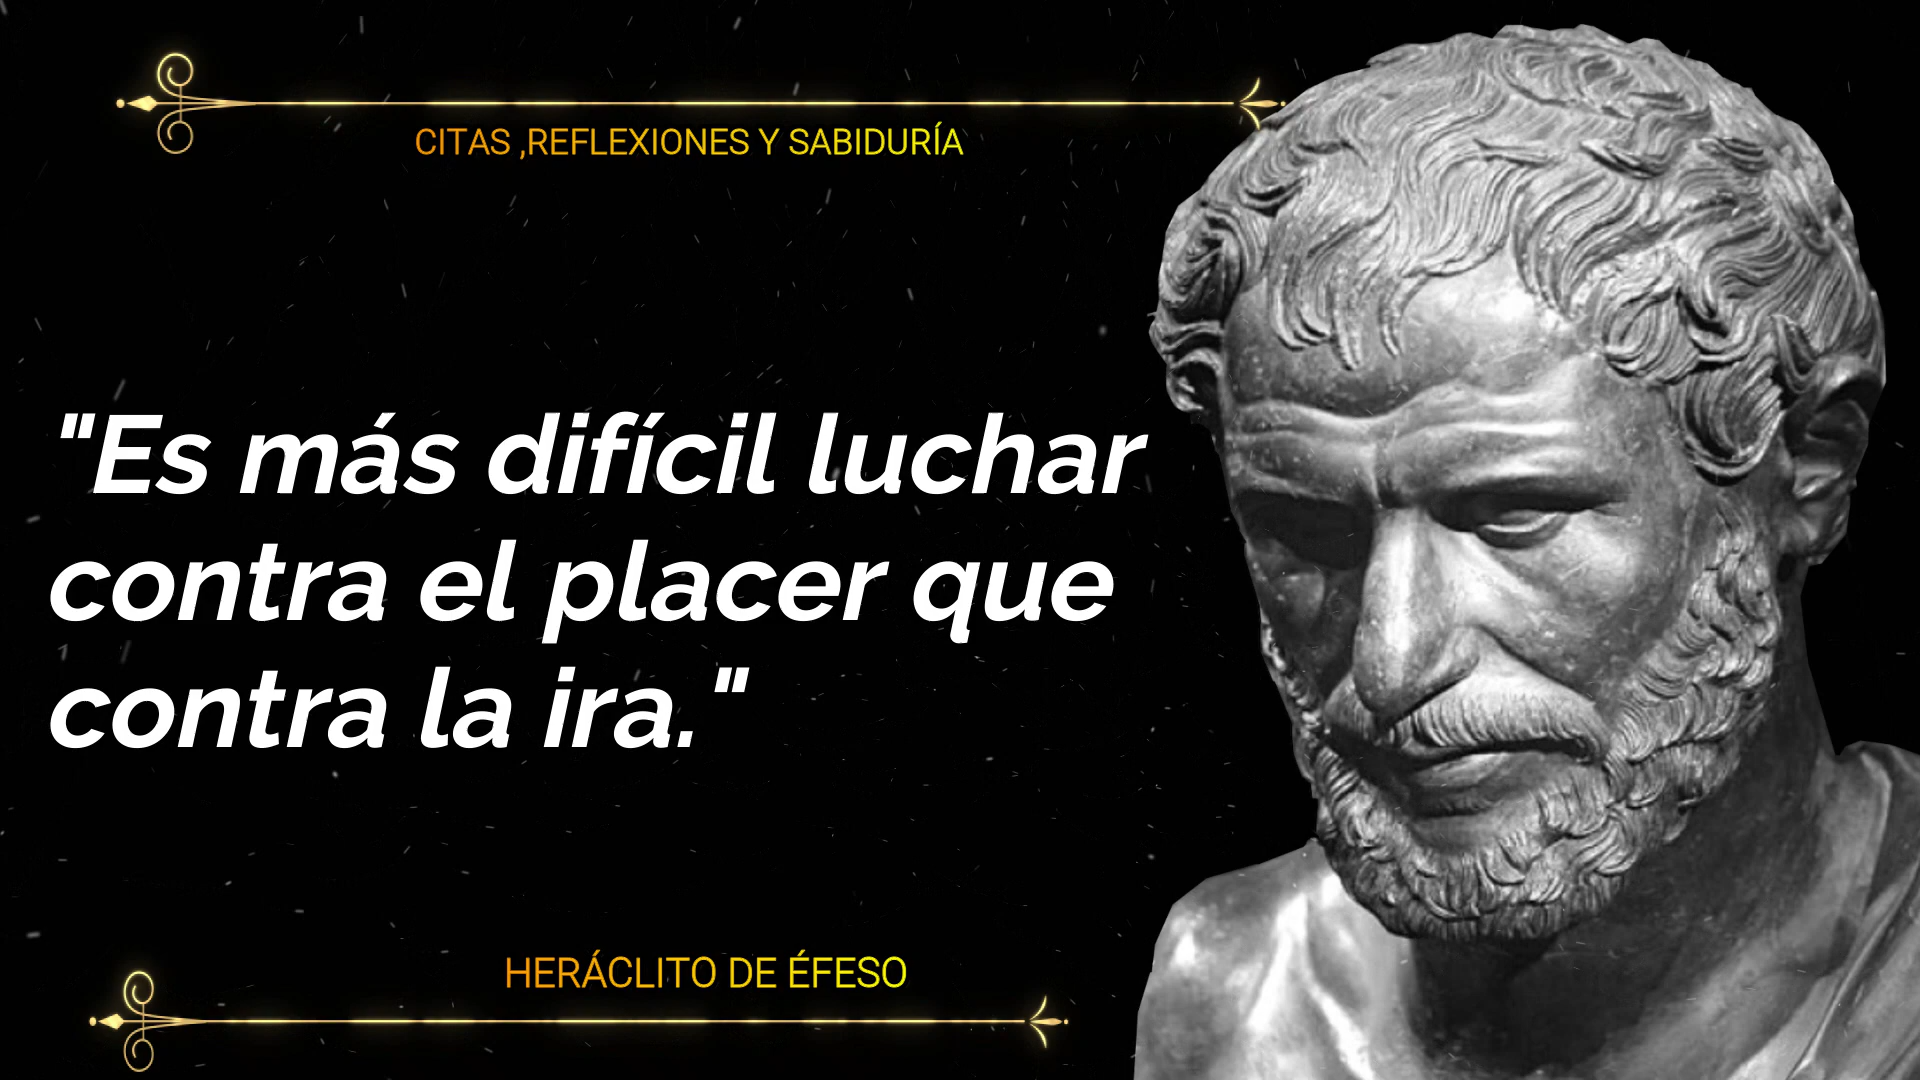 CITAS ,REFLEXIONES Y SABIDURÍA
"Es más difícil luchar
contra el placer que
contra la ira."
HERÁCLITO DE ÉFESO